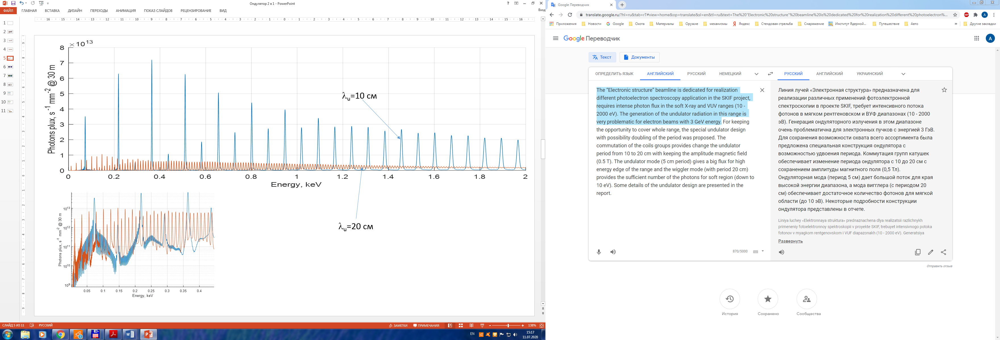 Ондулятор 2 в 1 - PowerPoint
Вход
ФАЙЛ ГЛАВНАЯ ВСТАВКА ДИЗАЙН ПЕРЕХОДЫ АНИМАЦИЯ ПОКАЗ СЛАЙДОВ РЕЦЕНЗИРОВАНИЕ ВИД
16 15 14 13 12 11 10 9 8 7 6 5 4 3 2 1 0 1 2 3 4 5 6 7 8 9 10 11 12 13 14 15 16
1
2
3
4
5
6
7
8
9
10
11
× 10 13
8
7
6
5
4
3
2
1
0
Photons plux, s -1 mm-2 @ 30 m
0 0.2 0.4 0.6 0.8 1 1.2 1.4 1.6 1.8 2
Energy, keV
λu=10 см
λu=20 см
10 13
10 12
10 11
10 10
10 9
Photons plux, s -1 mm-2 @ 30 m
0.05 0.1 0.15 0.2 0.25 0.3 0.35 0.4
Energy, keV
СЛАЙД 5 ИЗ 11 РУССКИЙ
ЗАМЕТКИ ПРИМЕЧАНИЯ 138%
EN
15:17
11.07.2020
Google Переводчик
translate.google.ru/?hl=ru&tab=rT#view=home&op=translate&sl=en&tl=ru&text=The%20"Electronic%20structure"%20beamline%20is%20dedicated%20for%20realization%20different%20photoelectron%...
ABP
A
Приложения Новости Google Охота Материалы Оружие механизмы Яндекс Стендовая стрельба Снаряжение Институт Ядерной... Путешествие Авто » Другие закладки
Google Переводчик
A
Текст Документы
ОПРЕДЕЛИТЬ ЯЗЫК АНГЛИЙСКИЙ РУССКИЙ НЕМЕЦКИЙ
РУССКИЙ АНГЛИЙСКИЙ УКРАИНСКИЙ
The “Electronic structure” beamline is dedicated for realization
different photoelectron spectroscopy application in the SKIF project,
requires intense photon flux in the soft X-ray and VUV ranges (10 -
2000 eV). The generation of the undulator radiation in this range is
very problematic for electron beams with 3 GeV energy. For keeping
the opportunity to cover whole range, the special undulator design
with possibility doubling of the period was proposed. The
commutation of the coils groups provides change the undulator
period from 10 to 20 cm with keeping the amplitude magnetic field
(0.5 T). The undulator mode (5 cm period) gives a big flux for high
energy edge of the range and the wiggler mode (with period 20 cm)
provides the sufficient number of the photons for soft region (down to
10 eV). Some details of the undulator design are presented in the
report.
870/5000
Линия лучей «Электронная структура» предназначена для
реализации различных применений фотоэлектронной
спектроскопии в проекте SKIF, требует интенсивного потока
фотонов в мягком рентгеновском и ВУФ диапазонах (10 - 2000
эВ). Генерация ондуляторного излучения в этом диапазоне
очень проблематична для электронных пучков с энергией 3 ГэВ.
Для сохранения возможности охвата всего ассортимента была
предложена специальная конструкция ондулятора с
возможностью удвоения периода. Коммутация групп катушек
обеспечивает изменение периода ондулятора с 10 до 20 см с
сохранением амплитуды магнитного поля (0,5 Тл).
Ондуляторная мода (период 5 см) дает большой поток для края
высокой энергии диапазона, а мода вигглера (с периодом 20
см) обеспечивает достаточное количество фотонов для мягкой
области (до 10 эВ). Некоторые подробности конструкции
ондулятора представлены в отчете.
Liniya luchey «Elektronnaya struktura» prednaznachena dlya realizatsii razlichnykh
primeneniy fotoelektronnoy spektroskopii v proyekte SKIF, trebuyet intensivnogo potoka
fotonov v myagkom rentgenovskom i VUF diapazonakh (10 - 2000 eV). Generatsiya
Развернуть
Отправить отзыв
История Сохранено Сообщества